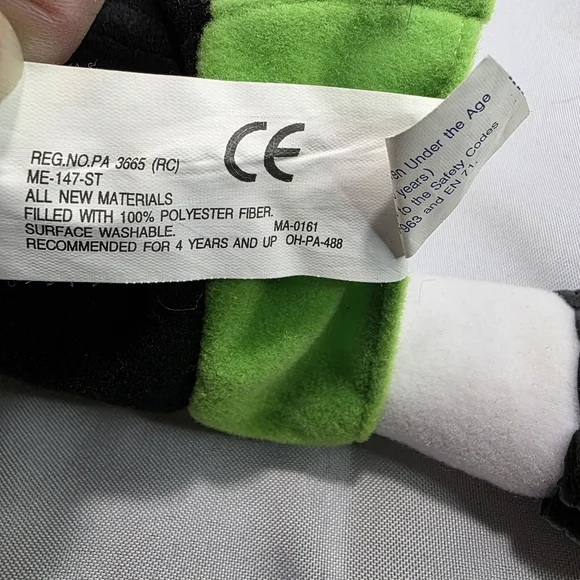 CE
REG.NO.PA 3665 (RC)
ME-147-ST
ALL NEW MATERIALS
FILLED WITH 100% POLYESTER FIBER.
SURFACE WASHABLE. MA-0161
RECOMMENDED FOR 4 YEARS AND UP OH-PA-488
en Under the Age
years)
to the Safety Codes
963 and EN 71.